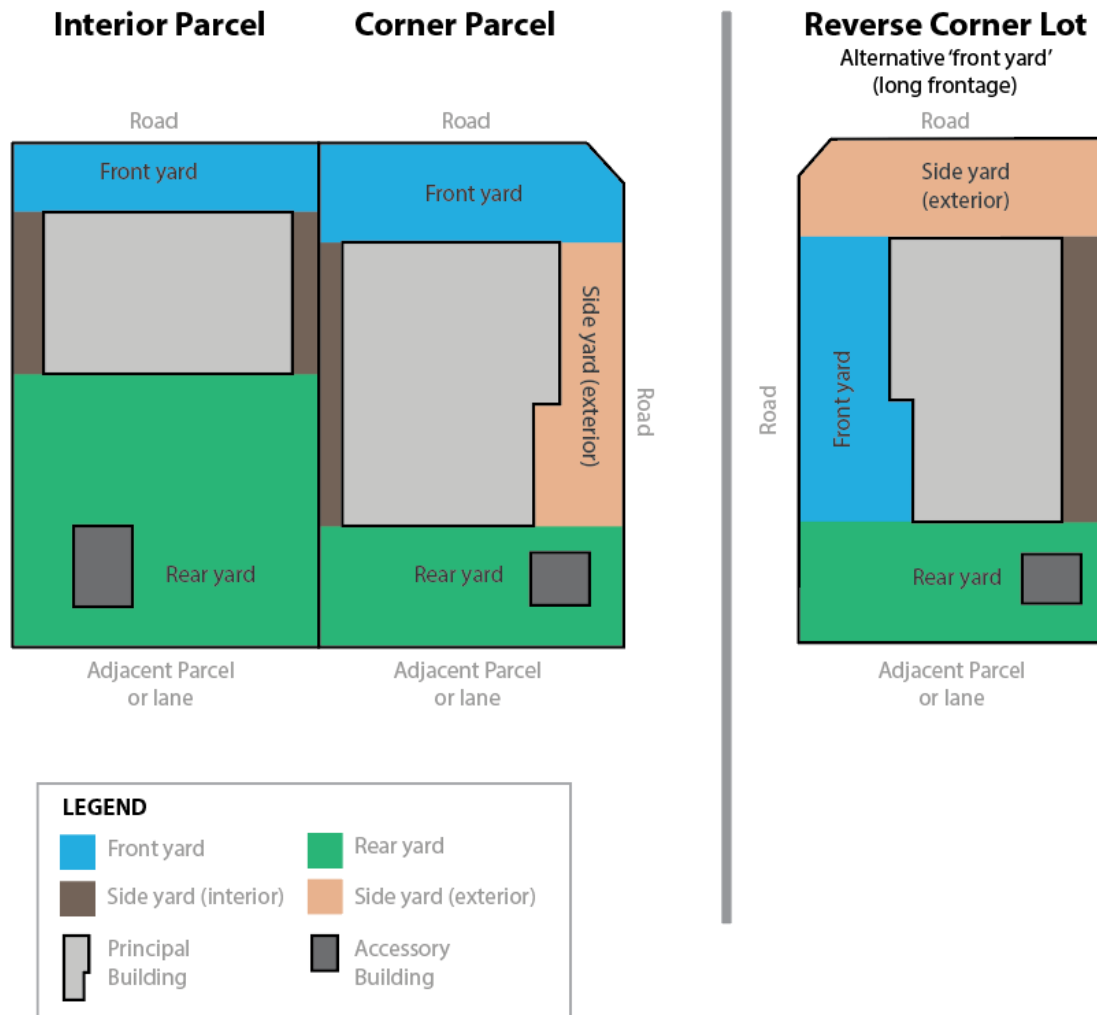 Interior Parcel
Corner Parcel
Reverse Corner Lot
Alternative ‘front yard’
(long frontage)
Road
Road
Road
Front yard
Front yard
Side yard
(exterior)
Side yard (exterior)
Road
Road
Front yard
Rear yard
Rear yard
Rear yard
Adjacent Parcel
or lane
Adjacent Parcel
or lane
Adjacent Parcel
or lane
LEGEND
Front yard
Rear yard
Side yard (interior)
Side yard (exterior)
Principal
Building
Accessory
Building